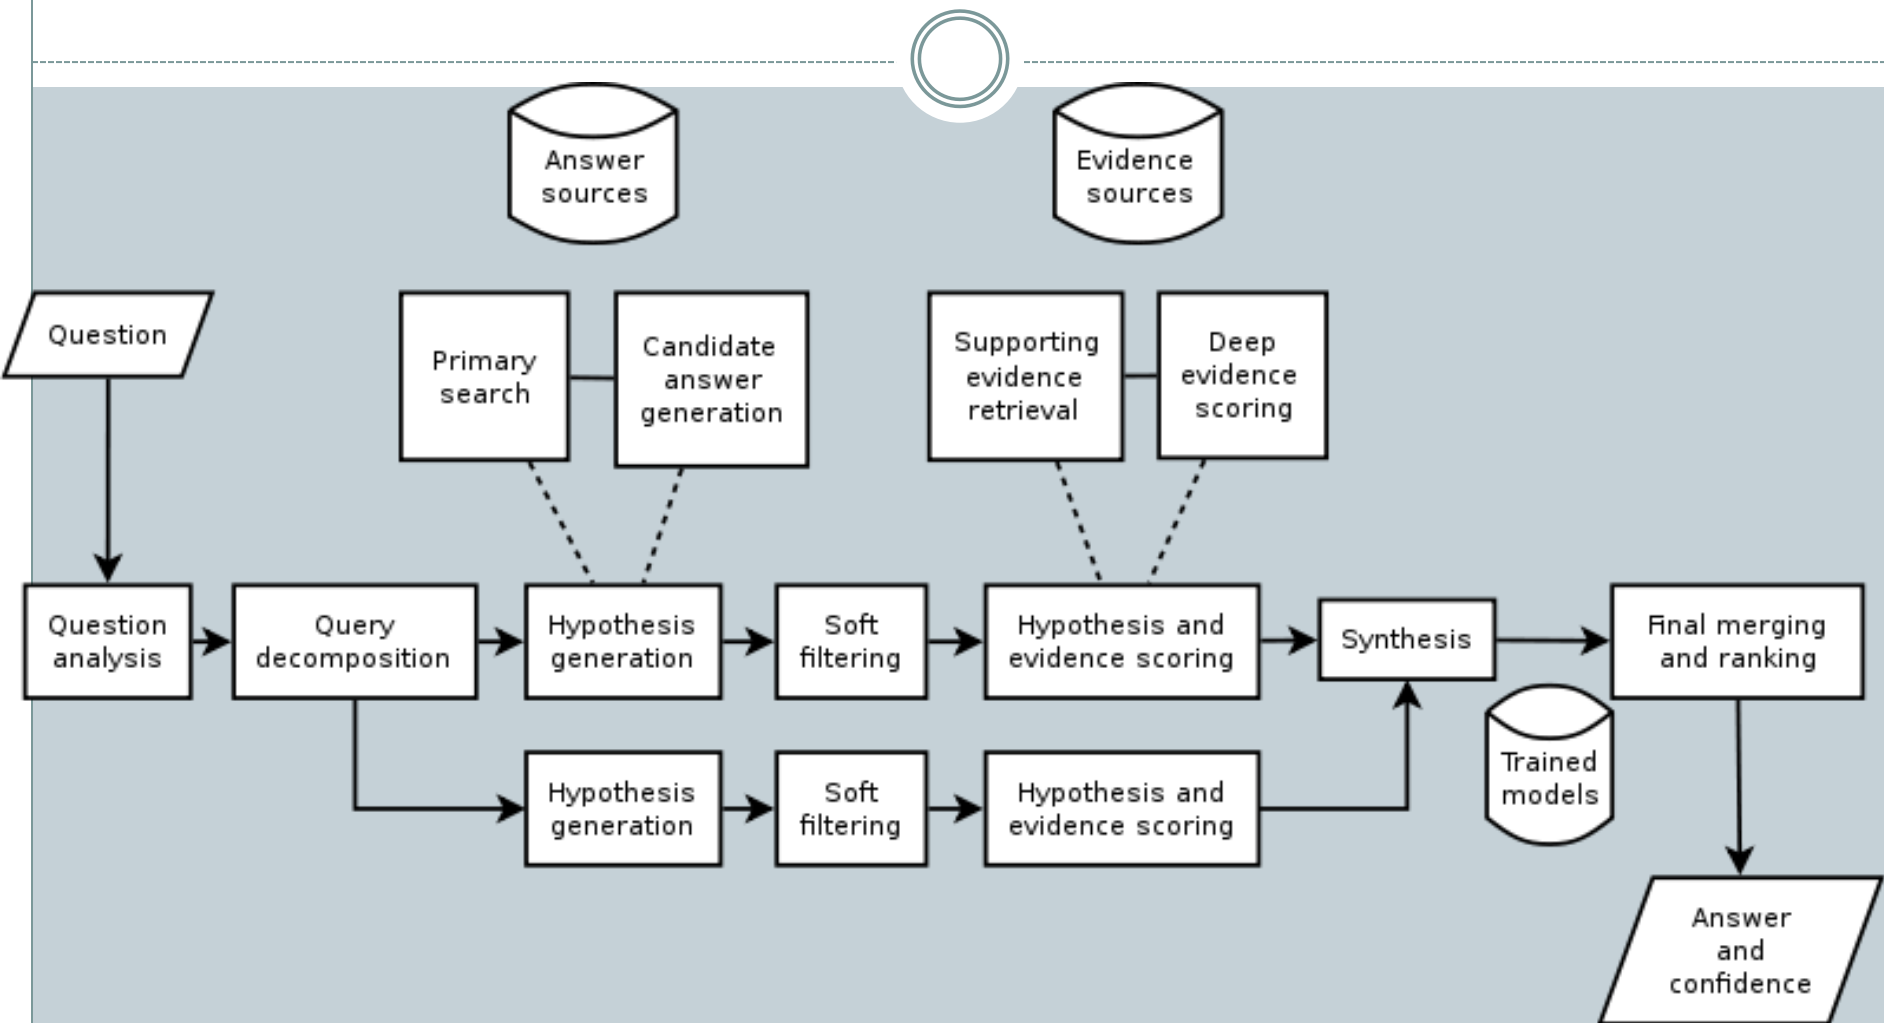 Answer
sources
Evidence
sources
Question
Primary
search
Candidate
answer
generation
Supporting
evidence
retrieval
Deep
evidence
scoring
Question
analysis
Query
decomposition
Hypothesis
generation
Soft
filtering
Hypothesis and
evidence scoring
Synthesis
Final merging
and ranking
Hypothesis
generation
Soft
filtering
Hypothesis and
evidence scoring
Trained
models
Answer
and
confidence